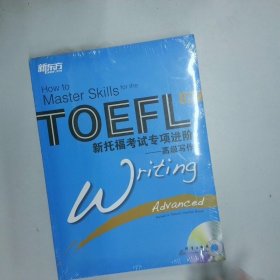 新东方
How to
Master Skills for the
TOEFL
新托福考试专项进阶
——高级写作
Writing
Advanced